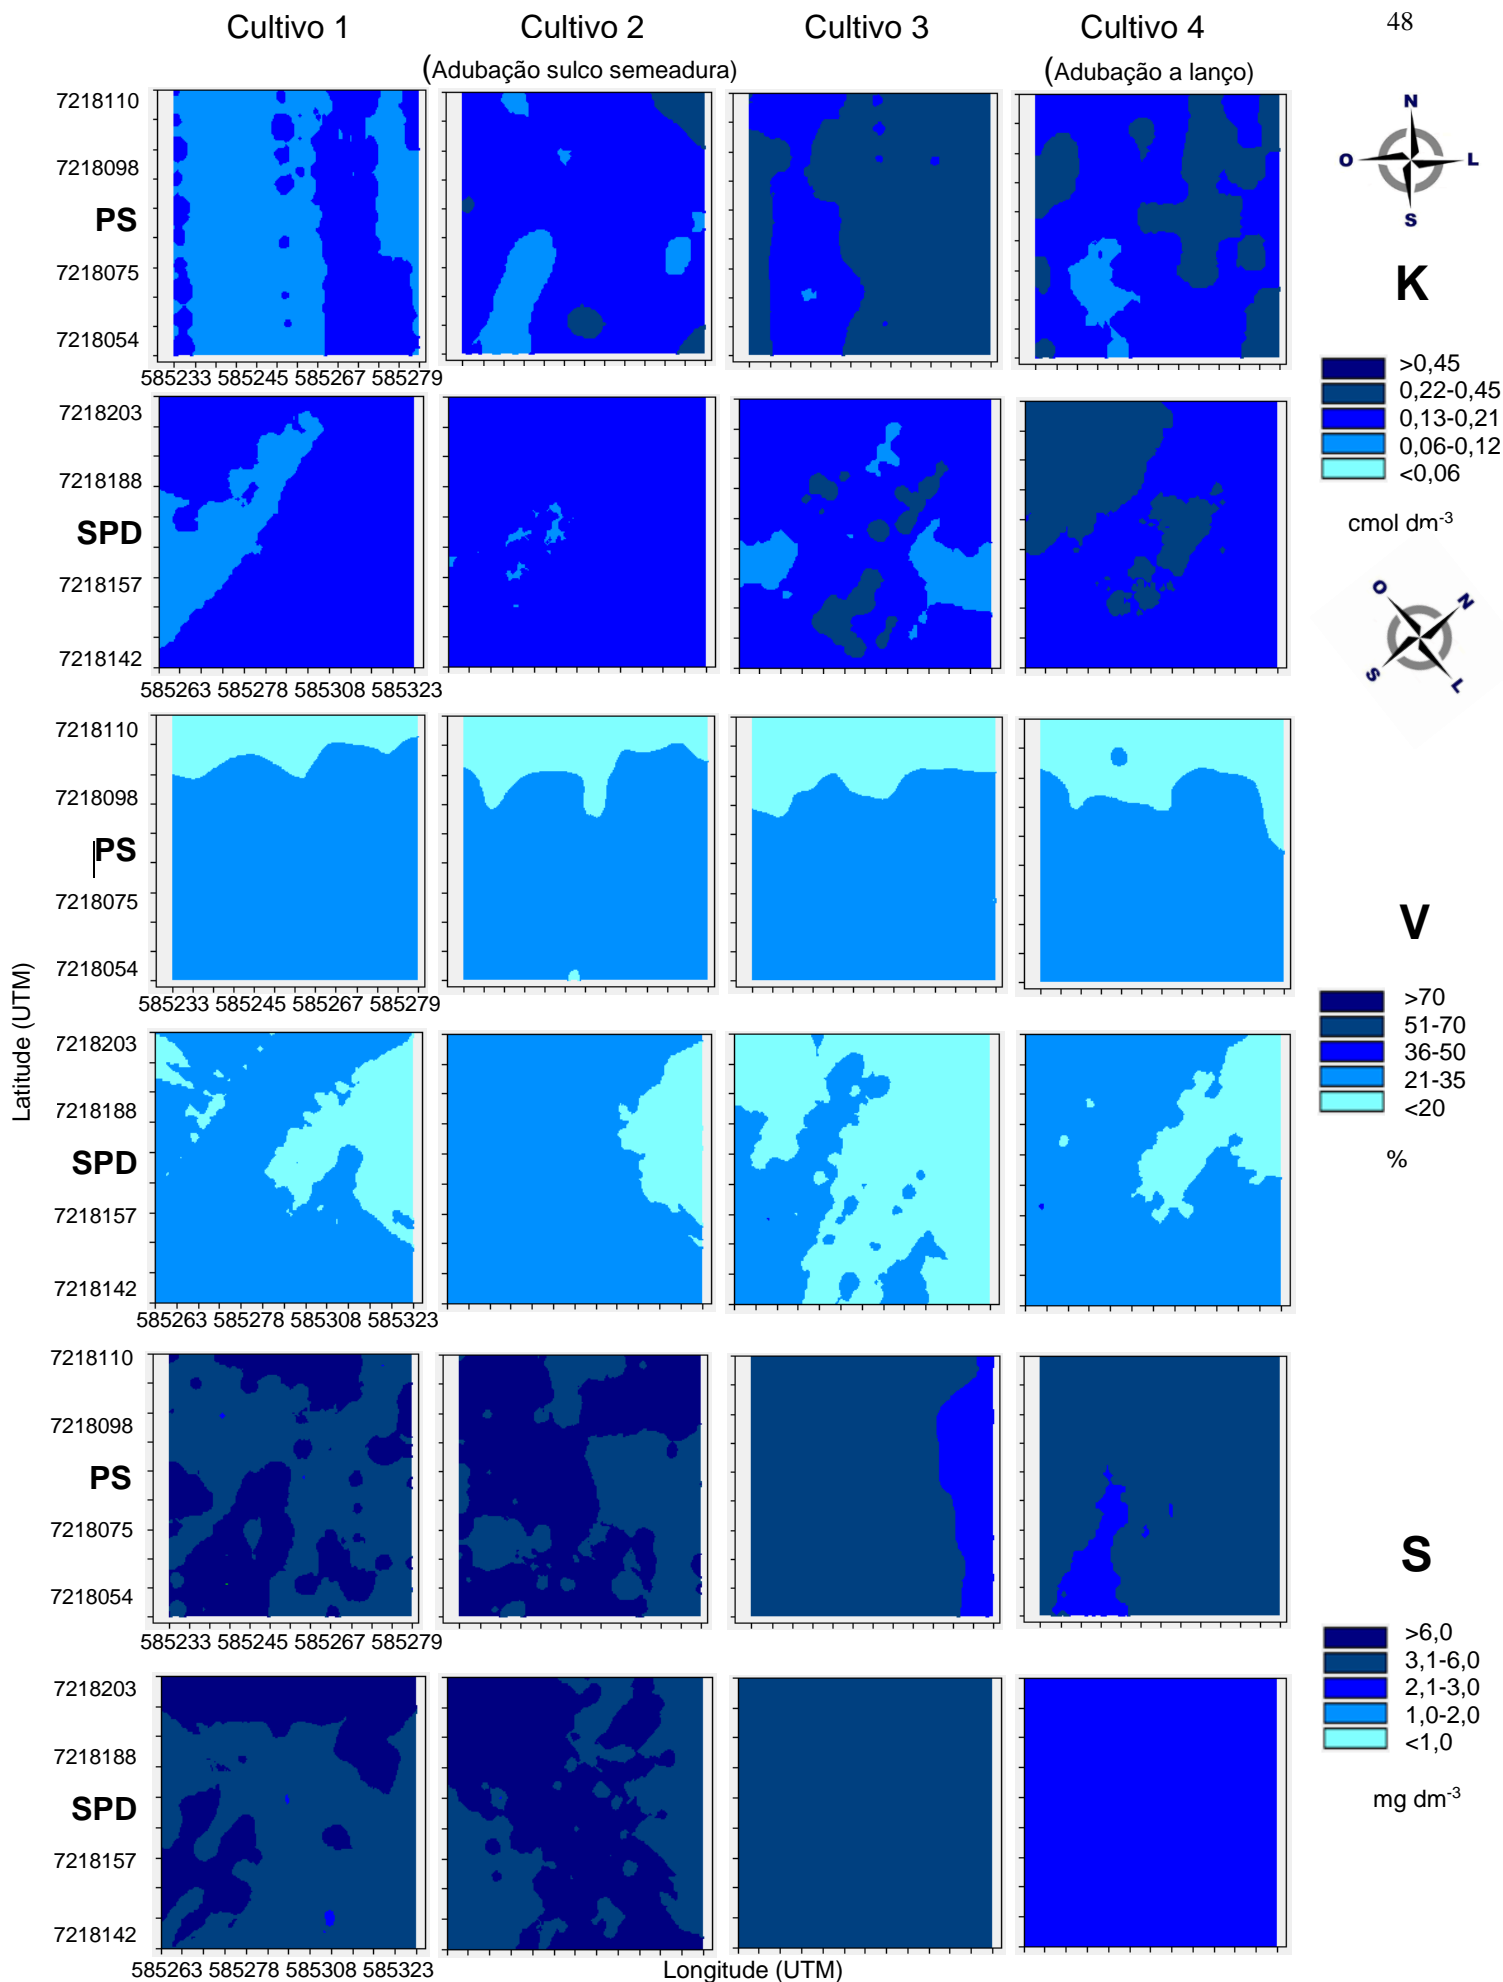 Cultivo 1 Cultivo 2 Cultivo 3 Cultivo 4 48
(Adubação sulco semeadura) (Adubação a lanço)
7218110
7218098
PS
7218075
7218054
585233 585245 585267 585279
N
O L
S
K
>0,45
0,22-0,45
0,13-0,21
0,06-0,12
<0,06
cmol dm-3
7218203
7218188
SPD
7218157
7218142
585263 585278 585308 585323
O N
S L
7218110
7218098
PS
7218075
7218054
585233 585245 585267 585279
V
>70
51-70
36-50
21-35
<20
%
Latitude (UTM)
7218203
7218188
SPD
7218157
7218142
585263 585278 585308 585323
7218110
7218098
PS
7218075
7218054
585233 585245 585267 585279
S
>6,0
3,1-6,0
2,1-3,0
1,0-2,0
<1,0
mg dm-3
7218203
7218188
SPD
7218157
7218142
585263 585278 585308 585323
Longitude (UTM)